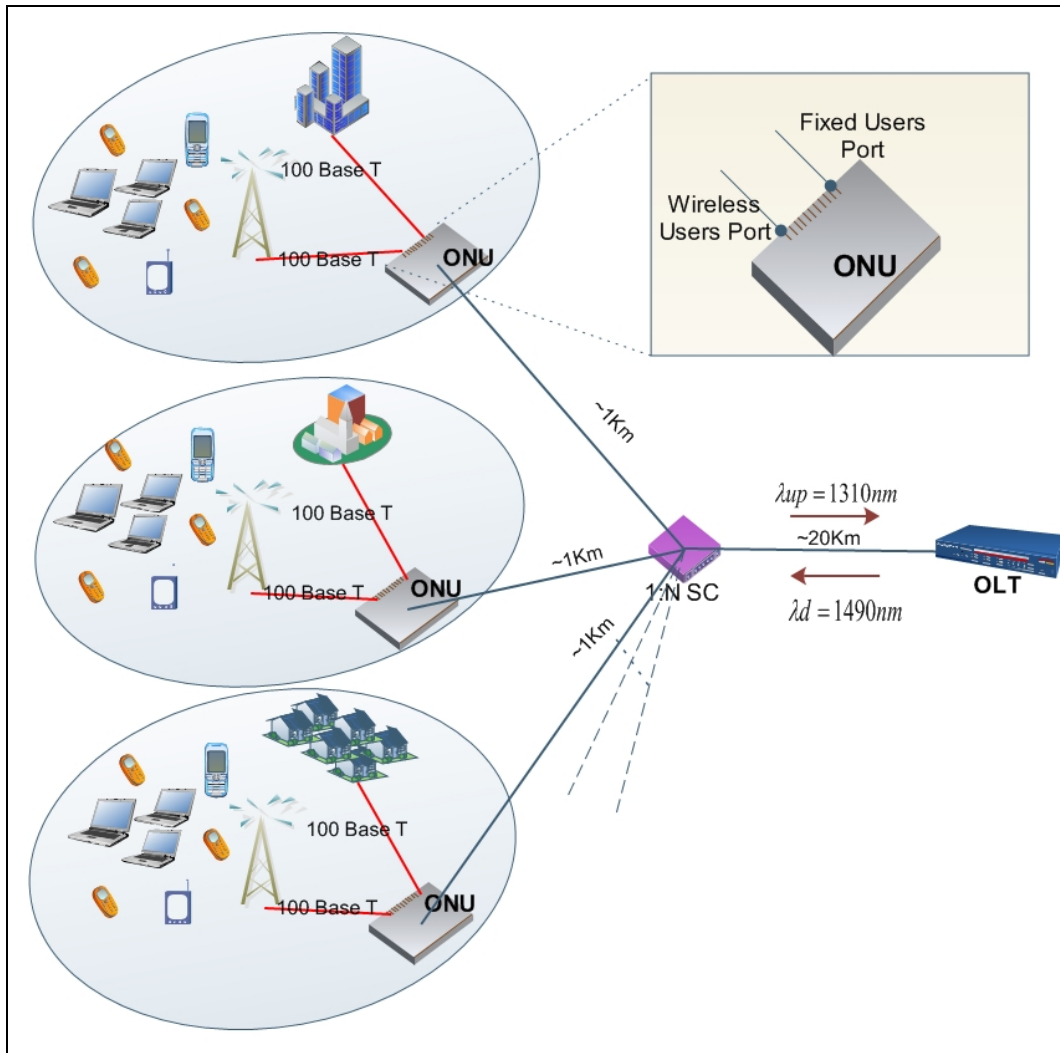 100 Base T
100 Base T
ONU
Fixed Users
Port
Wireless
Users Port
ONU
~1Km
100 Base T
100 Base T
ONU
~1Km
1:N SC
λup = 1310nm
~20Km
λd = 1490nm
OLT
~1Km
100 Base T
100 Base T
ONU